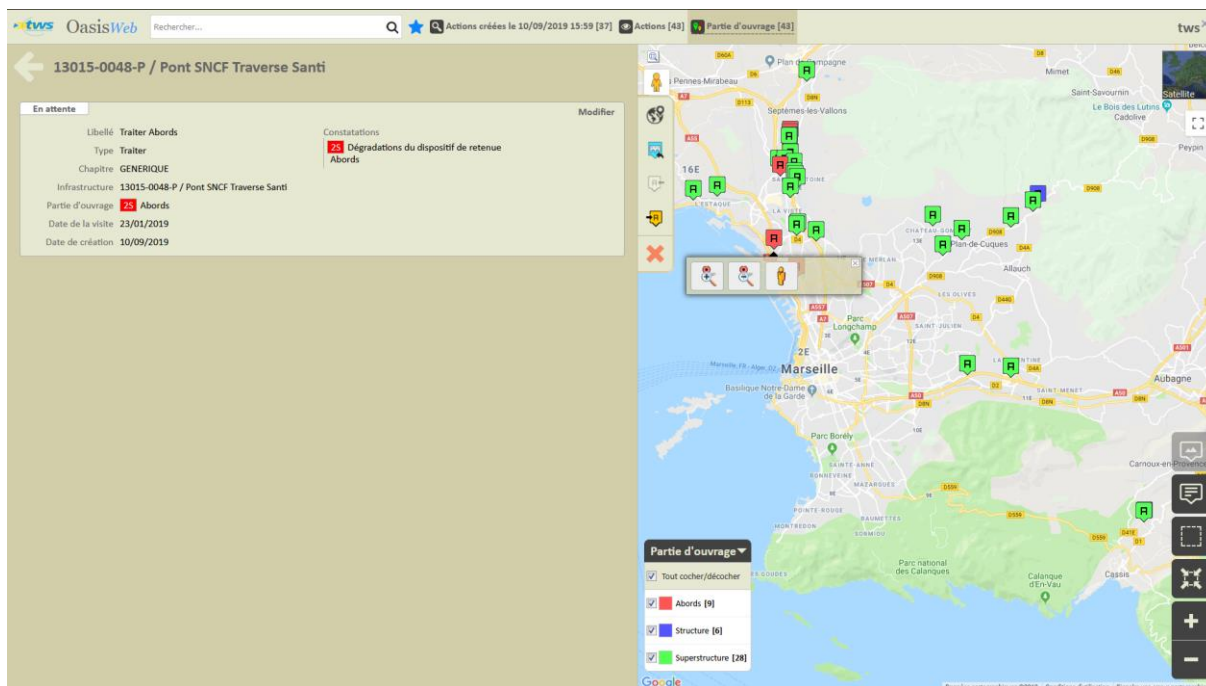 tws OasisWeb Rechercher... Actions créées le 10/09/2019 15:59 [37] Actions [43] Partie d'ouvrage [43] tws
13015-0048-P / Pont SNCF Traverse Santi
En attente
Modifier
Libellé Traiter Abords
Type Traiter
Chapitre GENERIQUE
Infrastructure 13015-0048-P / Pont SNCF Traverse Santi
Partie d'ouvrage 2S Abords
Date de la visite 23/01/2019
Date de création 10/09/2019
Constatations
2S Dégradations du dispositif de retenue
Abords
Plan de Campagne
Pennes-Mirabeau
Septèmes-les-Vallons
Mimet
Saint-Savournin
Satellite
Le Bois des Lutins
Cadolive
Peypin
16E
L'ESTAQUE
LA VISTE
Plan-de-Cuques
Allauch
LES OLIVES
Parc
Longchamp
SAINT-JULIEN
2E
Marseille
Basilique Notre-Dame
de la Garde
SAINT-MENET
Aubagne
Parc Borély
SAINTE-ANNE
BONNEVEINE
MAZARGUES
POINTE-ROUGE
BAUMETTES
MONTREDON
SORMIOU
Carnoux-en-Provence
Parc national
des Calanques
Calanque
d'En-Vau
Cassis
Partie d'ouvrage
Tout cocher/décocher
Abords [9]
Structure [6]
Superstructure [28]
Google